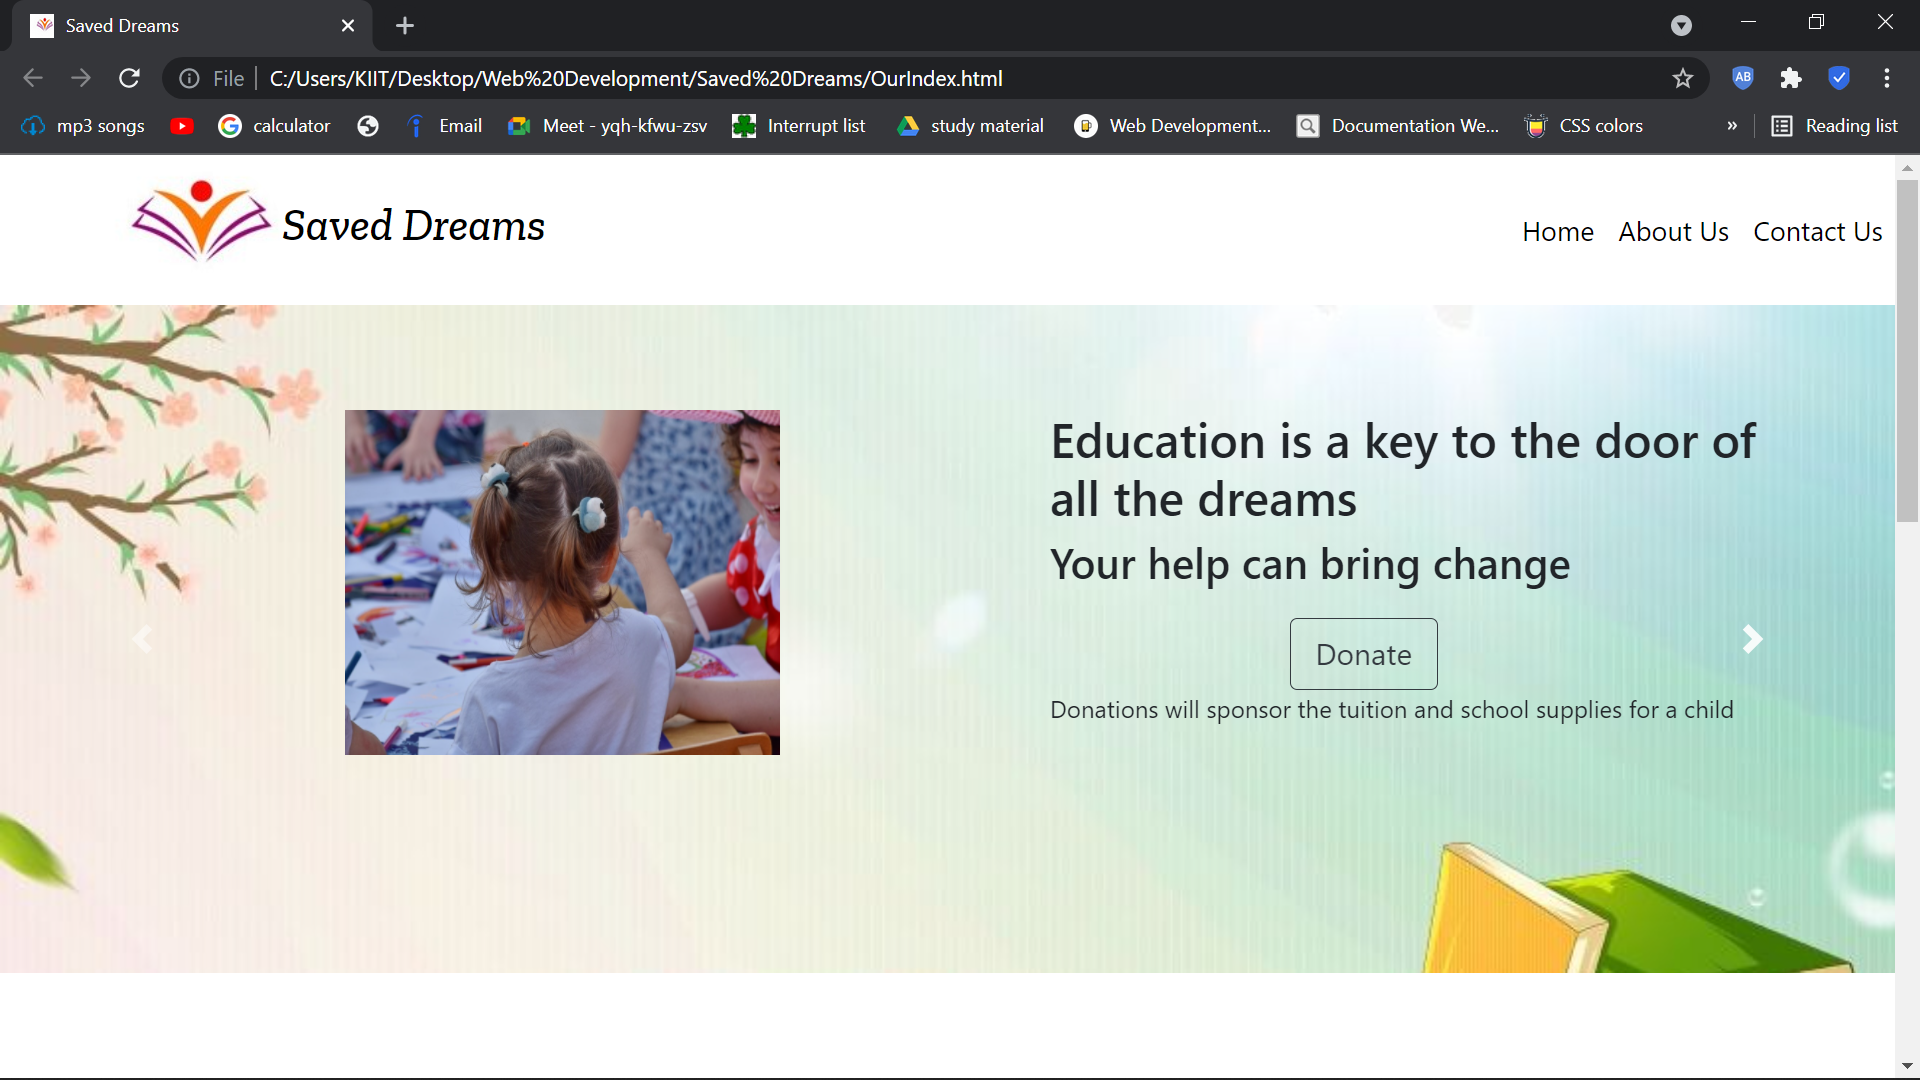 Saved Dreams
File C:/Users/KIIT/Desktop/Web%20Development/Saved%20Dreams/OurIndex.html
AB
mp3 songs calculator Email Meet - yqh-kfwu-zsv Interrupt list study material Web Development... Documentation We... CSS colors » Reading list
Saved Dreams
Home About Us Contact Us
Education is a key to the door of
all the dreams
Your help can bring change
Donate
Donations will sponsor the tuition and school supplies for a child